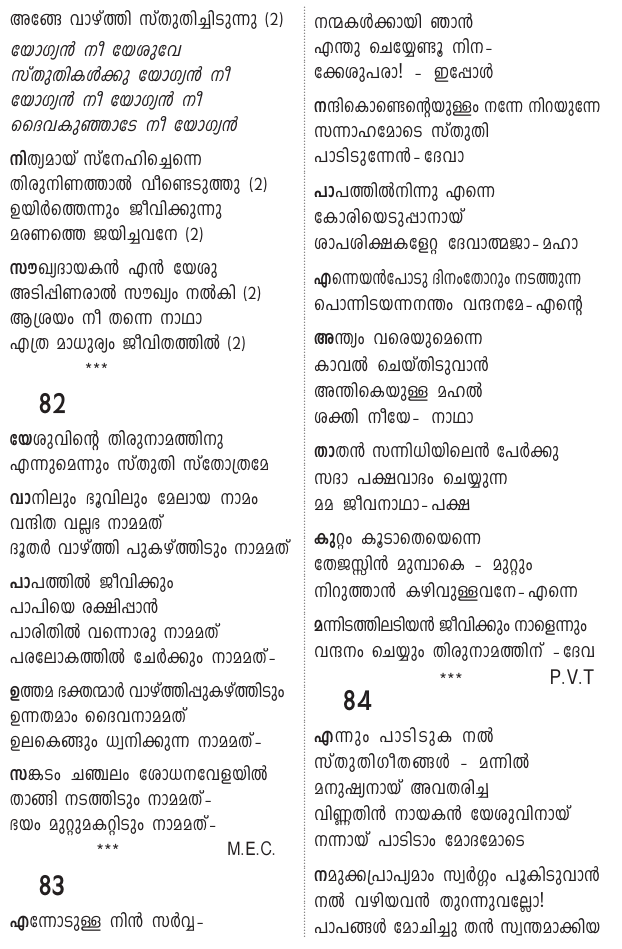 അങ്ങേ വാഴ്ത്തി സ്തുതിച്ചിടുന്നു (2)
യോഗ്യൻ നീ യേശുവേ
സ്തുതികൾക്കു യോഗ്യൻ നീ
യോഗ്യൻ നീ യോഗ്യൻ നീ
ദൈവകുഞ്ഞാടേ നീ യോഗ്യൻ
നിത്യമായ് സ്നേഹിച്ചെന്നെ
തിരുനിണത്താൽ വീണ്ടെടുത്തു (2)
ഉയിർത്തെന്നും ജീവിക്കുന്നു
മരണത്തെ ജയിച്ചവനേ (2)
സൗഖ്യദായകൻ എൻ യേശു
അടിപ്പിണരാൽ സൗഖ്യം നൽകി (2)
ആശ്രയം നീ തന്നെ നാഥാ
എത്ര മാധുര്യം ജീവിതത്തിൽ (2)
***
82
യേശുവിന്റെ തിരുനാമത്തിനു
എന്നുമെന്നും സ്തുതി സ്തോത്രമേ
വാനിലും ഭൂവിലും മേലായ നാമം
വന്ദിത വല്ലഭ നാമമത്
ദൂതർ വാഴ്ത്തി പുകഴ്ത്തിടും നാമമത്
പാപത്തിൽ ജീവിക്കും
പാപിയെ രക്ഷിപ്പാൻ
പാരിതിൽ വന്നൊരു നാമമത്
പരലോകത്തിൽ ചേർക്കും നാമമത്-
ഉത്തമ ഭക്തന്മാർ വാഴ്ത്തിപ്പുകഴ്ത്തിടും
ഉന്നതമാം ദൈവനാമമത്
ഉലകെങ്ങും ധ്വനിക്കുന്ന നാമമത്-
സങ്കടം ചഞ്ചലം ശോധനവേളയിൽ
താങ്ങി നടത്തിടും നാമമത്-
ഭയം മുറ്റുമകറ്റിടും നാമമത്-
*** M.E.C.
83
എന്നോടുള്ള നിൻ സർവ്വ-
നന്മകൾക്കായി ഞാൻ
എന്തു ചെയ്യേണ്ടൂ നിന-
ക്കേശുപരാ! - ഇപ്പോൾ
നന്ദികൊണ്ടെന്റെയുള്ളം നന്നേ നിറയുന്നേ
സന്നാഹമോടെ സ്തുതി
പാടിടുന്നേൻ-ദേവാ
പാപത്തിൽനിന്നു എന്നെ
കോരിയെടുപ്പാനായ്
ശാപശിക്ഷകളേറ്റ ദേവാത്മജാ-മഹാ
എന്നെയൻപോടു ദിനംതോറും നടത്തുന്ന
പൊന്നിടയന്നനന്തം വന്ദനമേ-എന്റെ
അന്ത്യം വരെയുമെന്നെ
കാവൽ ചെയ്തിടുവാൻ
അന്തികെയുള്ള മഹൽ
ശക്തി നീയേ- നാഥാ
താതൻ സന്നിധിയിലെൻ പേർക്കു
സദാ പക്ഷവാദം ചെയ്യുന്ന
മമ ജീവനാഥാ-പക്ഷ
കുറ്റം കൂടാതെയെന്നെ
തേജസ്സിൻ മുമ്പാകെ - മുറ്റും
നിറുത്താൻ കഴിവുള്ളവനേ-എന്നെ
മന്നിടത്തിലടിയൻ ജീവിക്കും നാളെന്നും
വന്ദനം ചെയ്യും തിരുനാമത്തിന് -ദേവ
*** P.V.T
84
എന്നും പാടിടുക നൽ
സ്തുതിഗീതങ്ങൾ - മന്നിൽ
മനുഷ്യനായ് അവതരിച്ച
വിണ്ണതിൻ നായകൻ യേശുവിനായ്
നന്നായ് പാടിടാം മോദമോടെ
നമുക്കപ്രാപ്യമാം സ്വർഗ്ഗം പൂകിടുവാൻ
നൽ വഴിയവൻ തുറന്നുവല്ലോ!
പാപങ്ങൾ മോചിച്ചു തൻ സ്വന്തമാക്കിയ